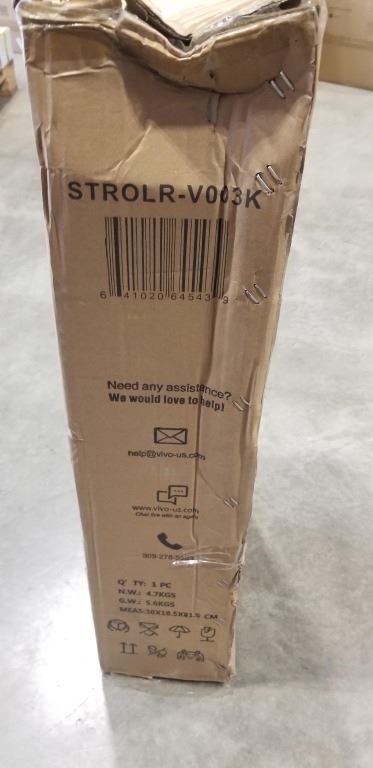 STROLR-V003K
6 41020 64543 9
Need any assistance?
We would love to help!
help@vivo-us.com
www.vivo-us.com
Chat live with an agent
Q' TY: 1 PC
N.W.: 4.7KGS
G.W.: 5.6KGS